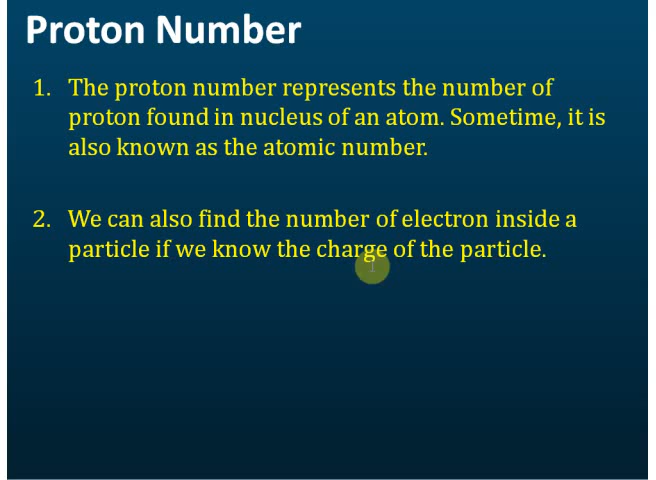 Proton Number
1. The proton number represents the number of
proton found in nucleus of an atom. Sometime, it is
also known as the atomic number.
2. We can also find the number of electron inside a
particle if we know the charge of the particle.